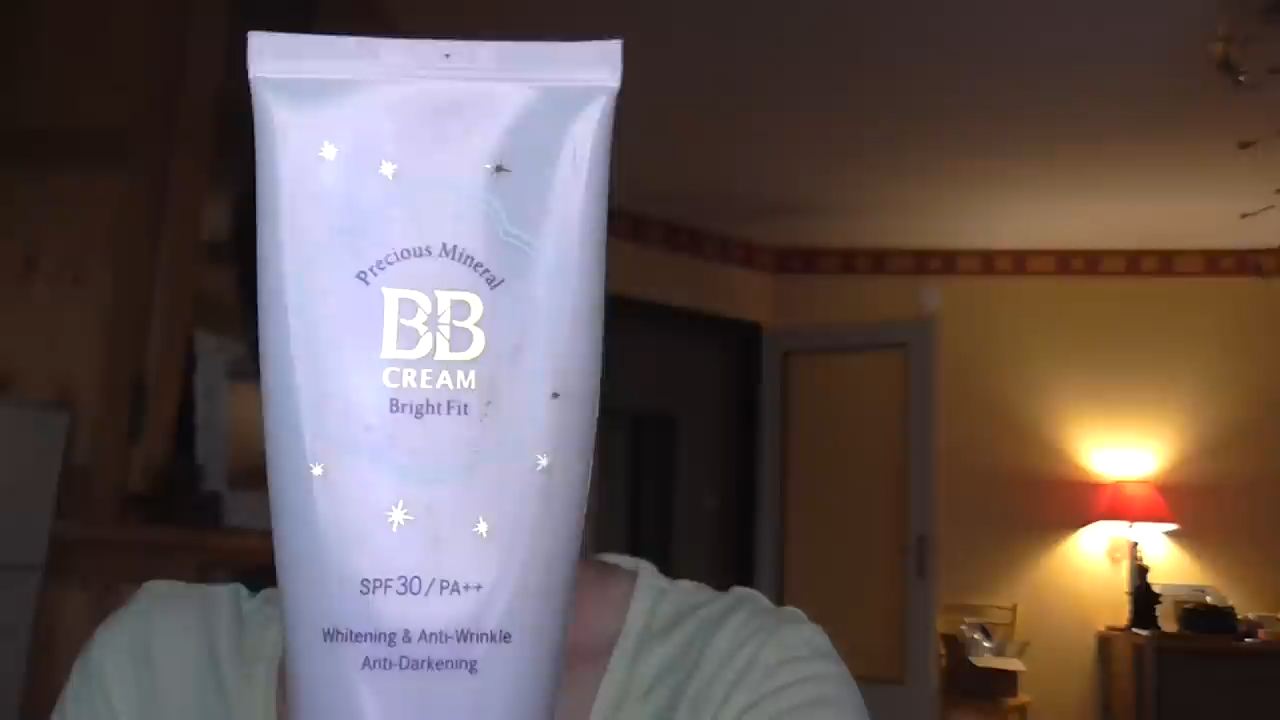 Precious Mineral
BB
CREAM
Bright Fit
SPF30/PA++
Whitening & Anti-Wrinkle
Anti-Darkening